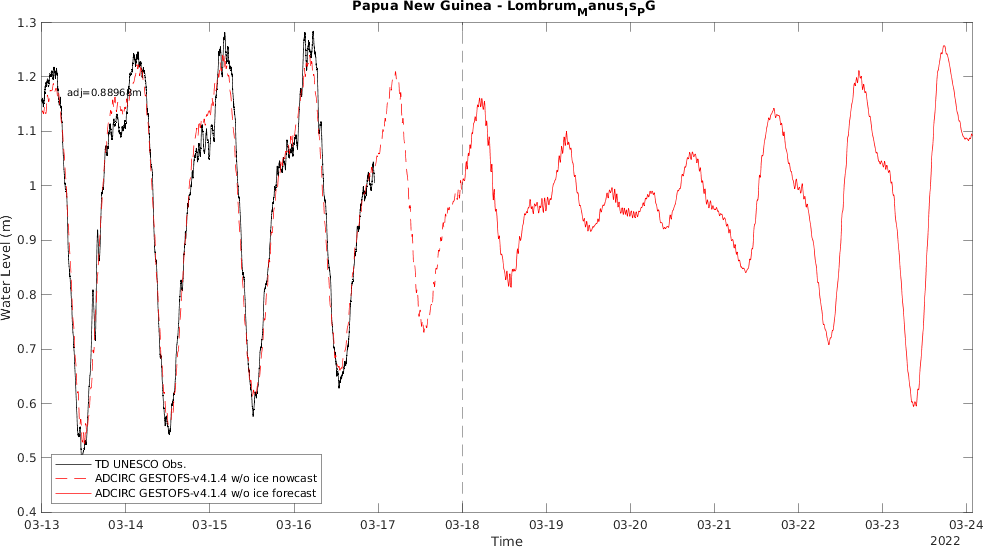 Papua New Guinea - LombrumManusIsPG
1.3
1.2
1.1
1
0.9
0.8
0.7
0.6
0.5
0.4
Water Level (m)
adj=0.88968m
TD UNESCO Obs.
ADCIRC GESTOFS-v4.1.4 w/o ice nowcast
ADCIRC GESTOFS-v4.1.4 w/o ice forecast
03-13 03-14 03-15 03-16 03-17 03-18 03-19 03-20 03-21 03-22 03-23 03-24
Time
2022